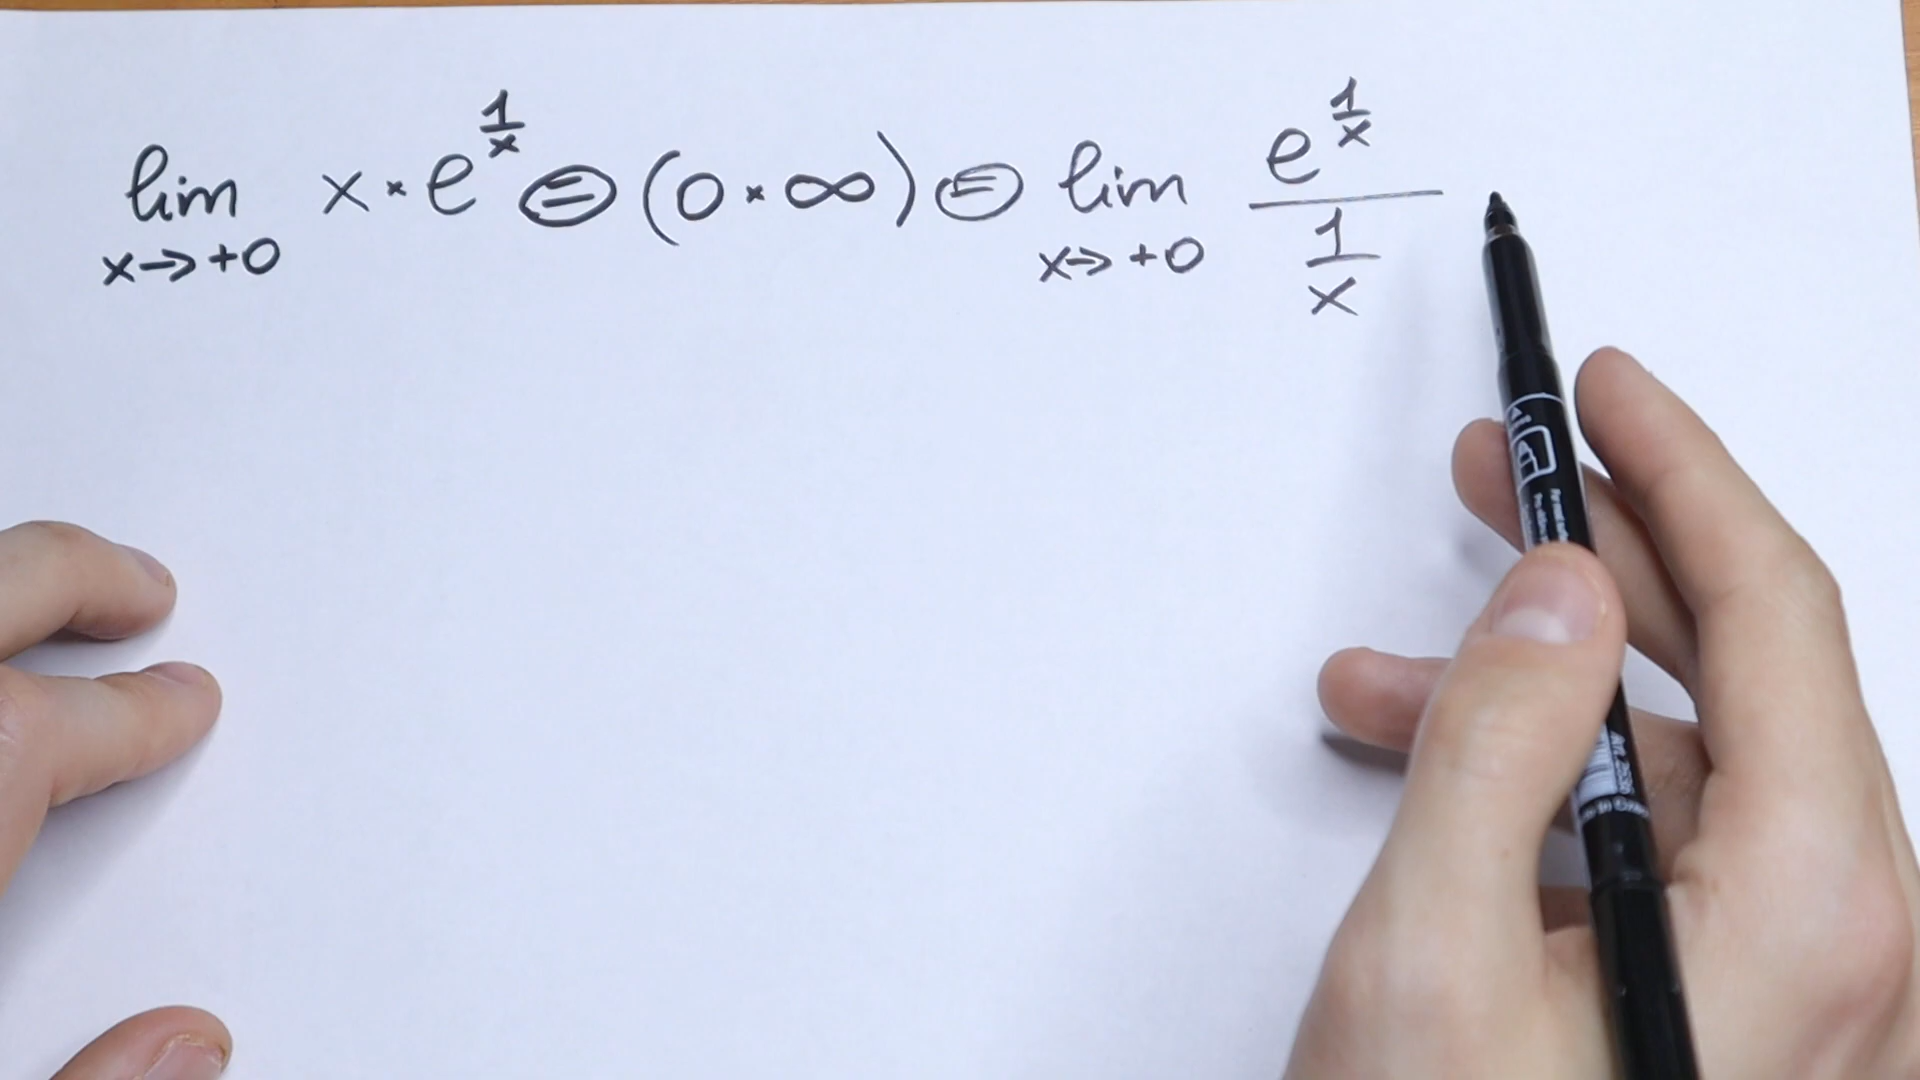 lim x→+0 x · e^(1/x) = (0 · ∞) = lim x→+0 e^(1/x) / (1/x)